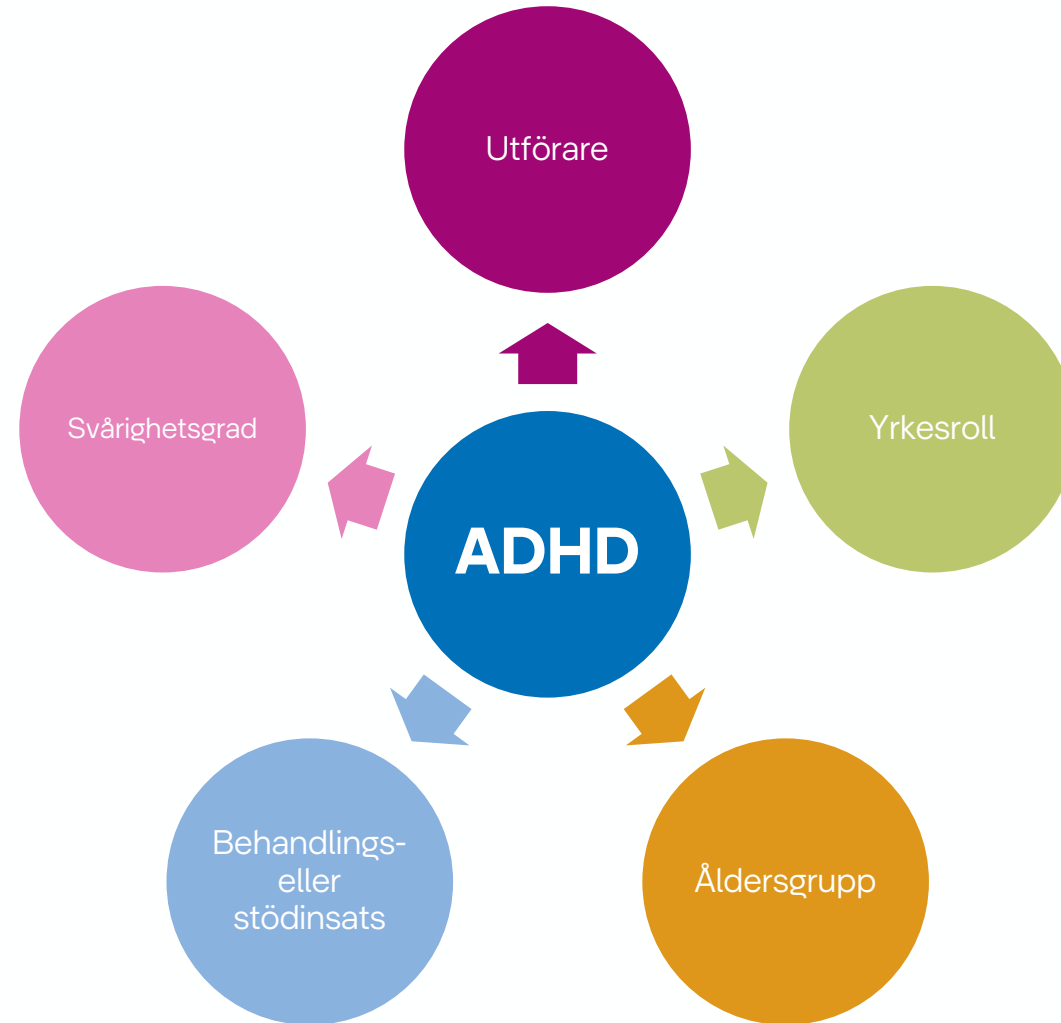 Utförare
Svårighetsgrad
Yrkesroll
ADHD
Behandlings-
eller
stödinsats
Åldersgrupp